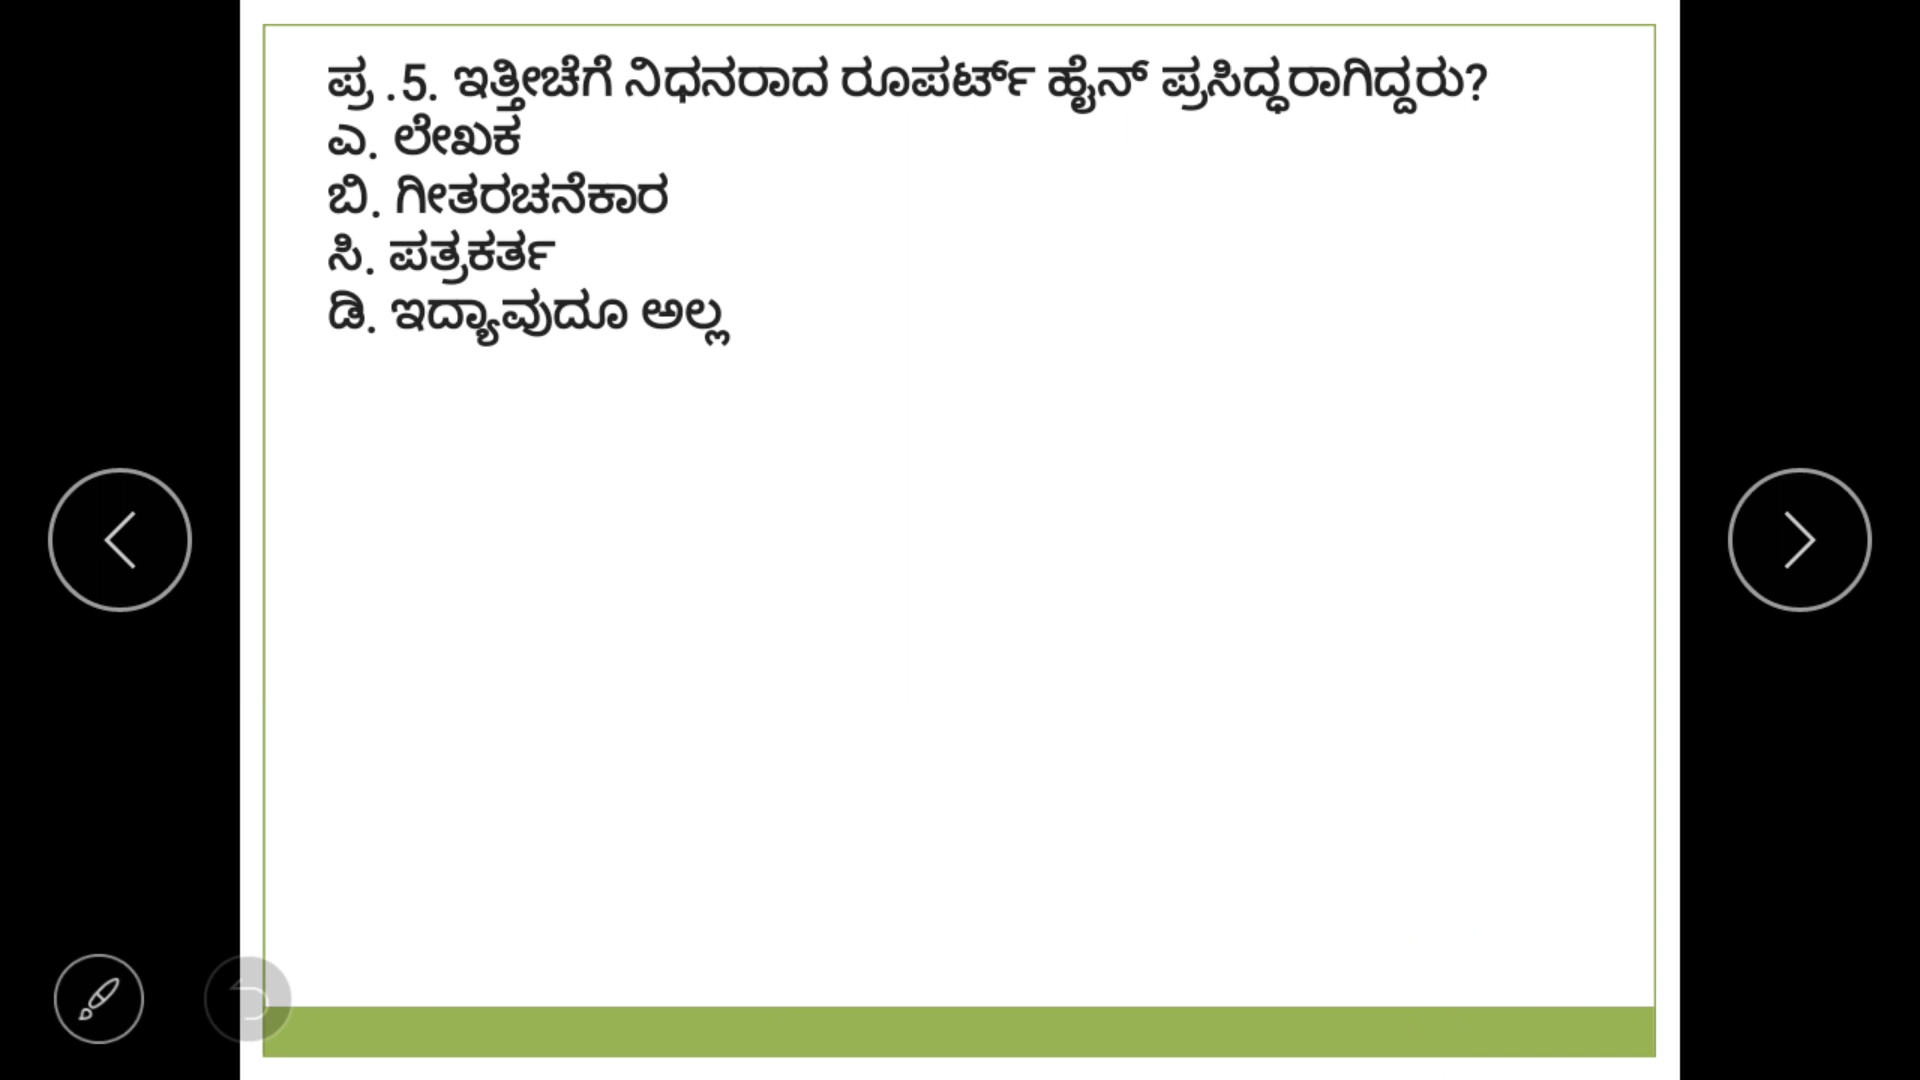 ಪ್ರ .5. ಇತ್ತೀಚೆಗೆ ನಿಧನರಾದ ರೂಪರ್ಟ್ ಹೈನ್ ಪ್ರಸಿದ್ಧರಾಗಿದ್ದರು?
ಎ. ಲೇಖಕ
ಬಿ. ಗೀತರಚನೆಕಾರ
ಸಿ. ಪತ್ರಕರ್ತ
ಡಿ. ಇದ್ಯಾವುದೂ ಅಲ್ಲ